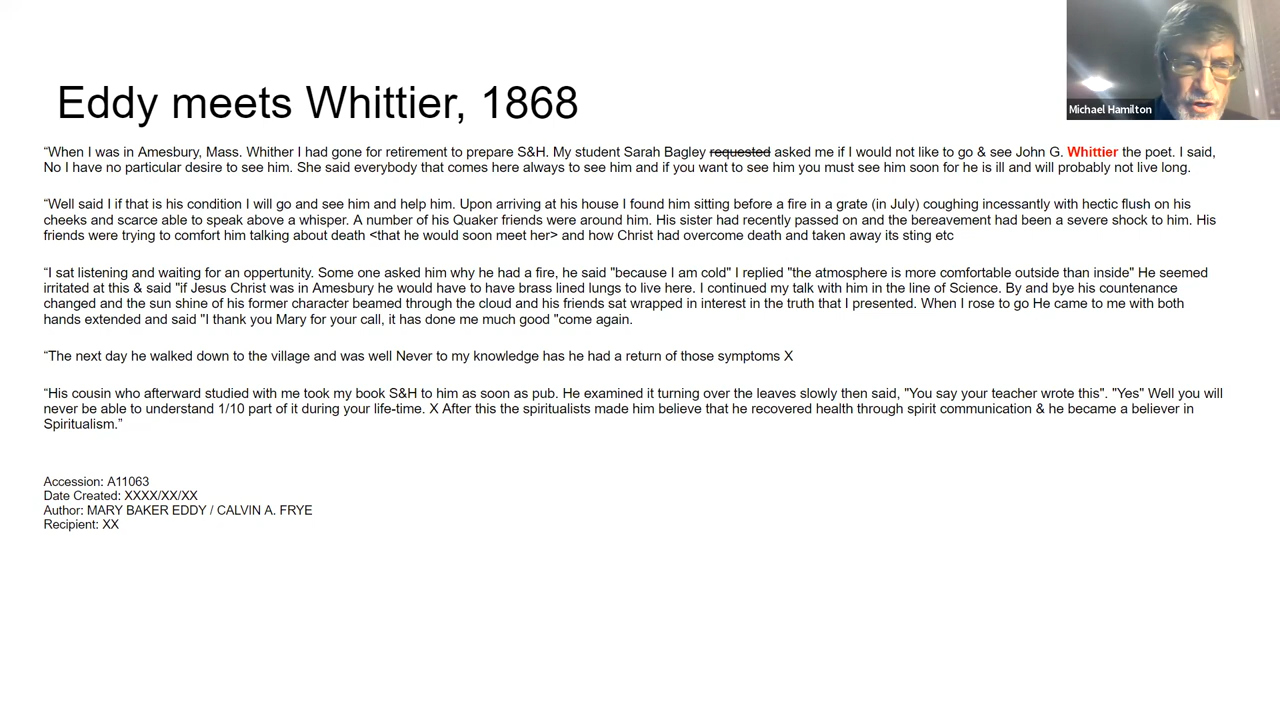 Eddy meets Whittier, 1868
Michael Hamilton
“When I was in Amesbury, Mass. Whither I had gone for retirement to prepare S&H. My student Sarah Bagley requested asked me if I would not like to go & see John G. Whittier the poet. I said,
No I have no particular desire to see him. She said everybody that comes here always to see him and if you want to see him you must see him soon for he is ill and will probably not live long.
“Well said I if that is his condition I will go and see him and help him. Upon arriving at his house I found him sitting before a fire in a grate (in July) coughing incessantly with hectic flush on his
cheeks and scarce able to speak above a whisper. A number of his Quaker friends were around him. His sister had recently passed on and the bereavement had been a severe shock to him. His
friends were trying to comfort him talking about death <that he would soon meet her> and how Christ had overcome death and taken away its sting etc
“I sat listening and waiting for an oppertunity. Some one asked him why he had a fire, he said "because I am cold" I replied "the atmosphere is more comfortable outside than inside" He seemed
irritated at this & said "if Jesus Christ was in Amesbury he would have to have brass lined lungs to live here. I continued my talk with him in the line of Science. By and bye his countenance
changed and the sun shine of his former character beamed through the cloud and his friends sat wrapped in interest in the truth that I presented. When I rose to go He came to me with both
hands extended and said "I thank you Mary for your call, it has done me much good "come again.
“The next day he walked down to the village and was well Never to my knowledge has he had a return of those symptoms X
“His cousin who afterward studied with me took my book S&H to him as soon as pub. He examined it turning over the leaves slowly then said, "You say your teacher wrote this". "Yes" Well you will
never be able to understand 1/10 part of it during your life-time. X After this the spiritualists made him believe that he recovered health through spirit communication & he became a believer in
Spiritualism.”
Accession: A11063
Date Created: XXXX/XX/XX
Author: MARY BAKER EDDY / CALVIN A. FRYE
Recipient: XX